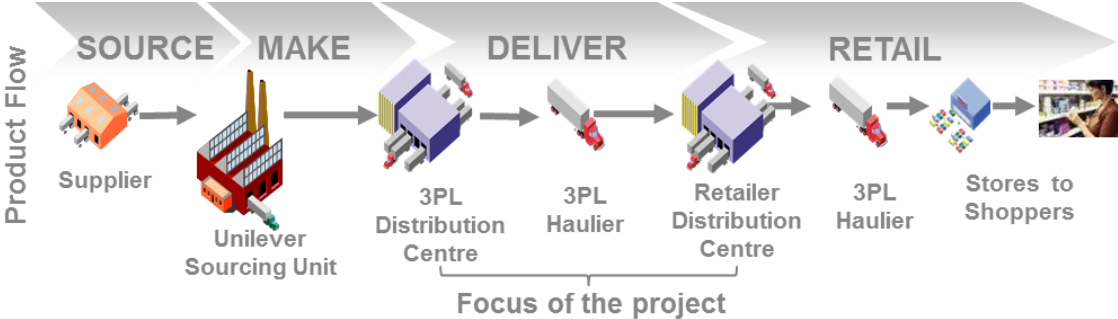 SOURCE
MAKE
DELIVER
RETAIL
Product Flow
Supplier
Unilever
Sourcing Unit
3PL
Distribution
Centre
3PL
Haulier
Retailer
Distribution
Centre
3PL
Haulier
Stores to
Shoppers
Focus of the project